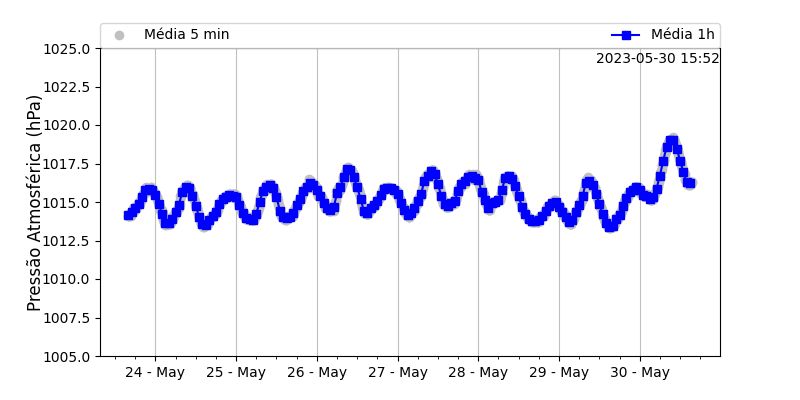 Média 5 min
Média 1h
2023-05-30 15:52
Pressão Atmosférica (hPa)
1025.0
1022.5
1020.0
1017.5
1015.0
1012.5
1010.0
1007.5
1005.0
24 - May
25 - May
26 - May
27 - May
28 - May
29 - May
30 - May